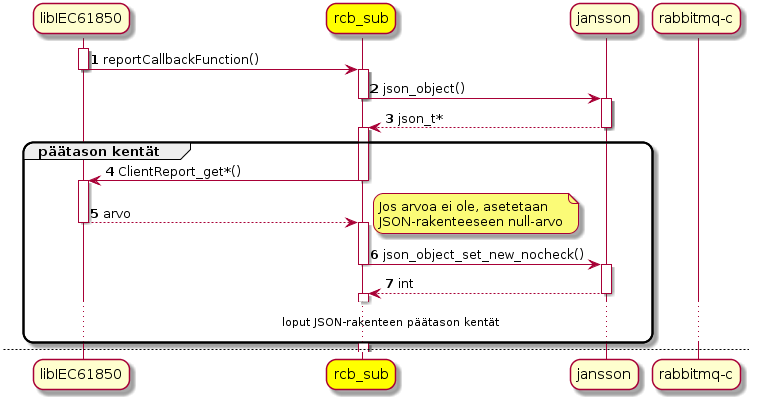 libIEC61850
rcb_sub
jansson
rabbitmq-c
1 reportCallbackFunction()
2 json_object()
3 json_t*
päätason kentät
4 ClientReport_get*()
Jos arvoa ei ole, asetetaan
JSON-rakenteeseen null-arvo
5 arvo
6 json_object_set_new_nocheck()
7 int
loput JSON-rakenteen päätason kentät
libIEC61850
rcb_sub
jansson
rabbitmq-c